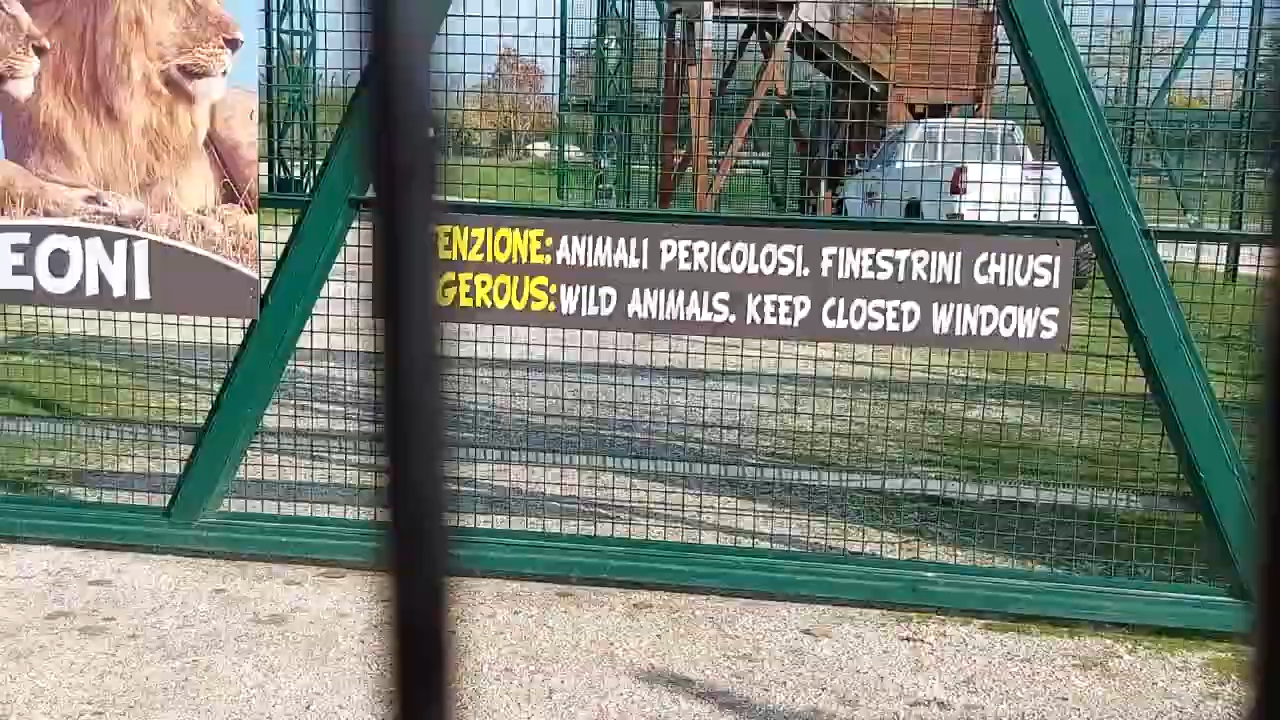 EONI
ENZIONE: ANIMALI PERICOLOSI. FINESTRINI CHIUSI
GEROUS: WILD ANIMALS. KEEP CLOSED WINDOWS